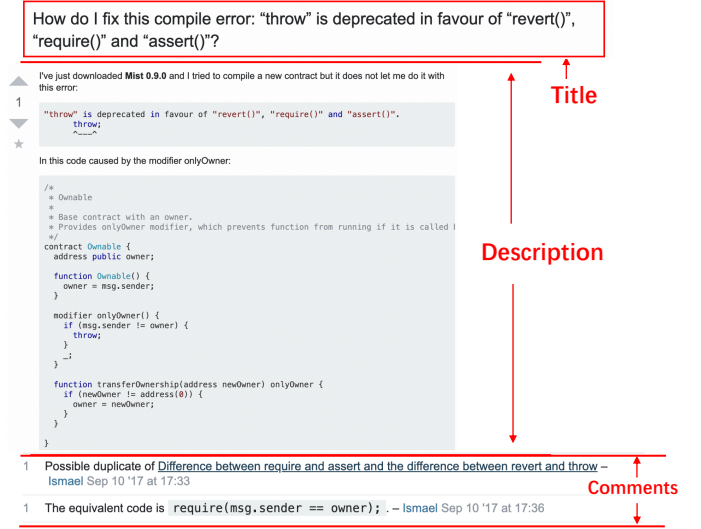 How do I fix this compile error: “throw” is deprecated in favour of “revert()”,
“require()” and “assert()”?
Title
I've just downloaded Mist 0.9.0 and I tried to compile a new contract but it does not let me do it with
this error:
1
"throw" is deprecated in favour of "revert()", "require()" and "assert()".
throw;
^---^
In this code caused by the modifier onlyOwner:
/*
* Ownable
*
* Base contract with an owner.
* Provides onlyOwner modifier, which prevents function from running if it is called
*/
contract Ownable {
address public owner;
function Ownable() {
owner = msg.sender;
}
modifier onlyOwner() {
if (msg.sender != owner) {
throw;
}
_;
}
function transferOwnership(address newOwner) onlyOwner {
if (newOwner != address(0)) {
owner = newOwner;
}
}
}
Description
1 Possible duplicate of Difference between require and assert and the difference between revert and throw –
Ismael Sep 10 '17 at 17:33
1 The equivalent code is require(msg.sender == owner); . – Ismael Sep 10 '17 at 17:36
Comments